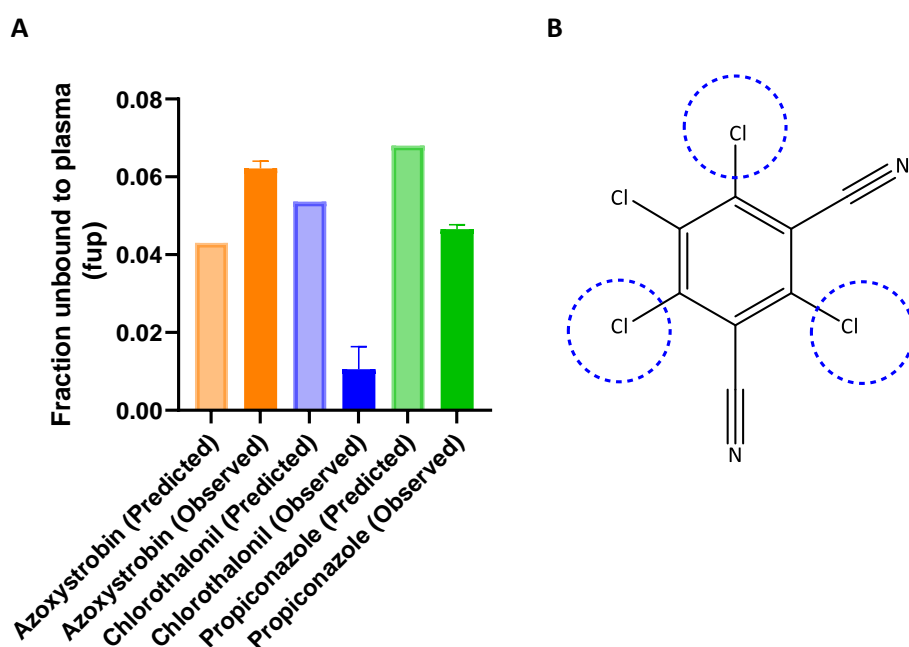 A
B
Fraction unbound to plasma
(fup)
0.08
0.06
0.04
0.02
0.00
Azoxystrobin (Predicted)
Azoxystrobin (Observed)
Chlorothalonil (Predicted)
Chlorothalonil (Observed)
Propiconazole (Predicted)
Propiconazole (Observed)
Cl
N
Cl
Cl
Cl
N